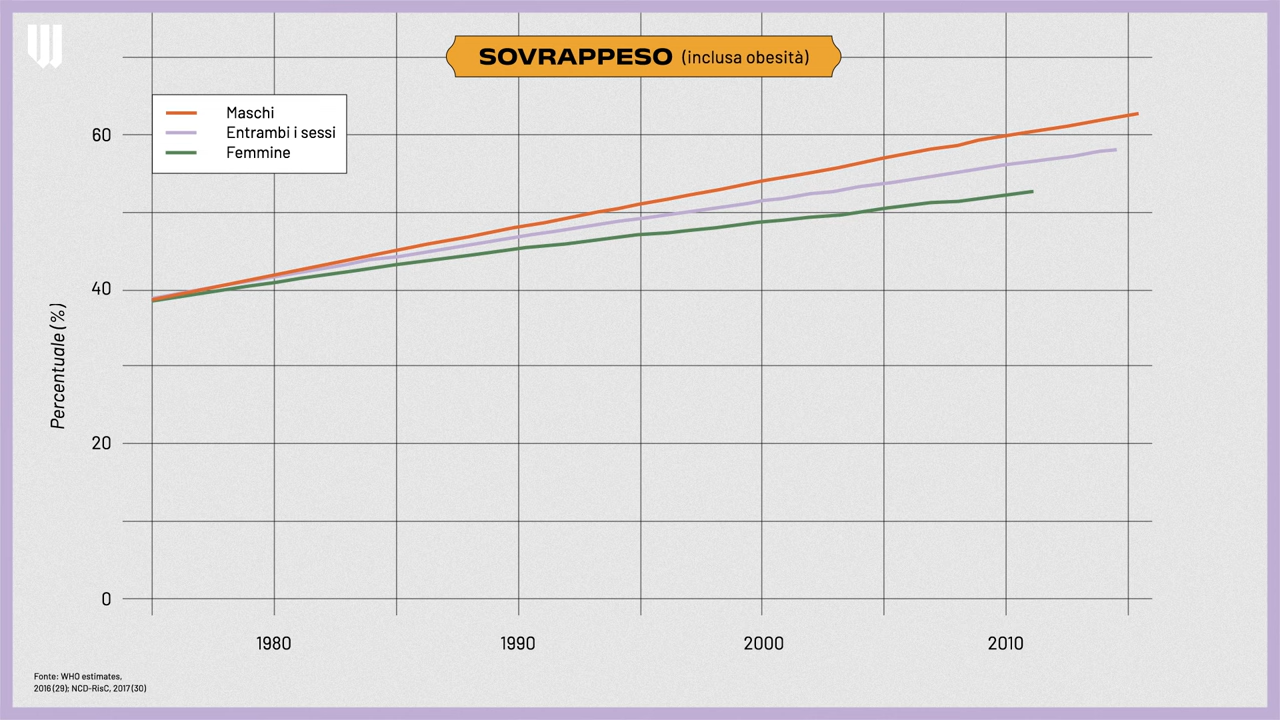 SOVRAPPESO (inclusa obesità)
Maschi
Entrambi i sessi
Femmine
60
40
20
0
Percentuale (%)
1980 1990 2000 2010
Fonte: WHO estimates,
2016 (29); NCD-RisC, 2017 (30)